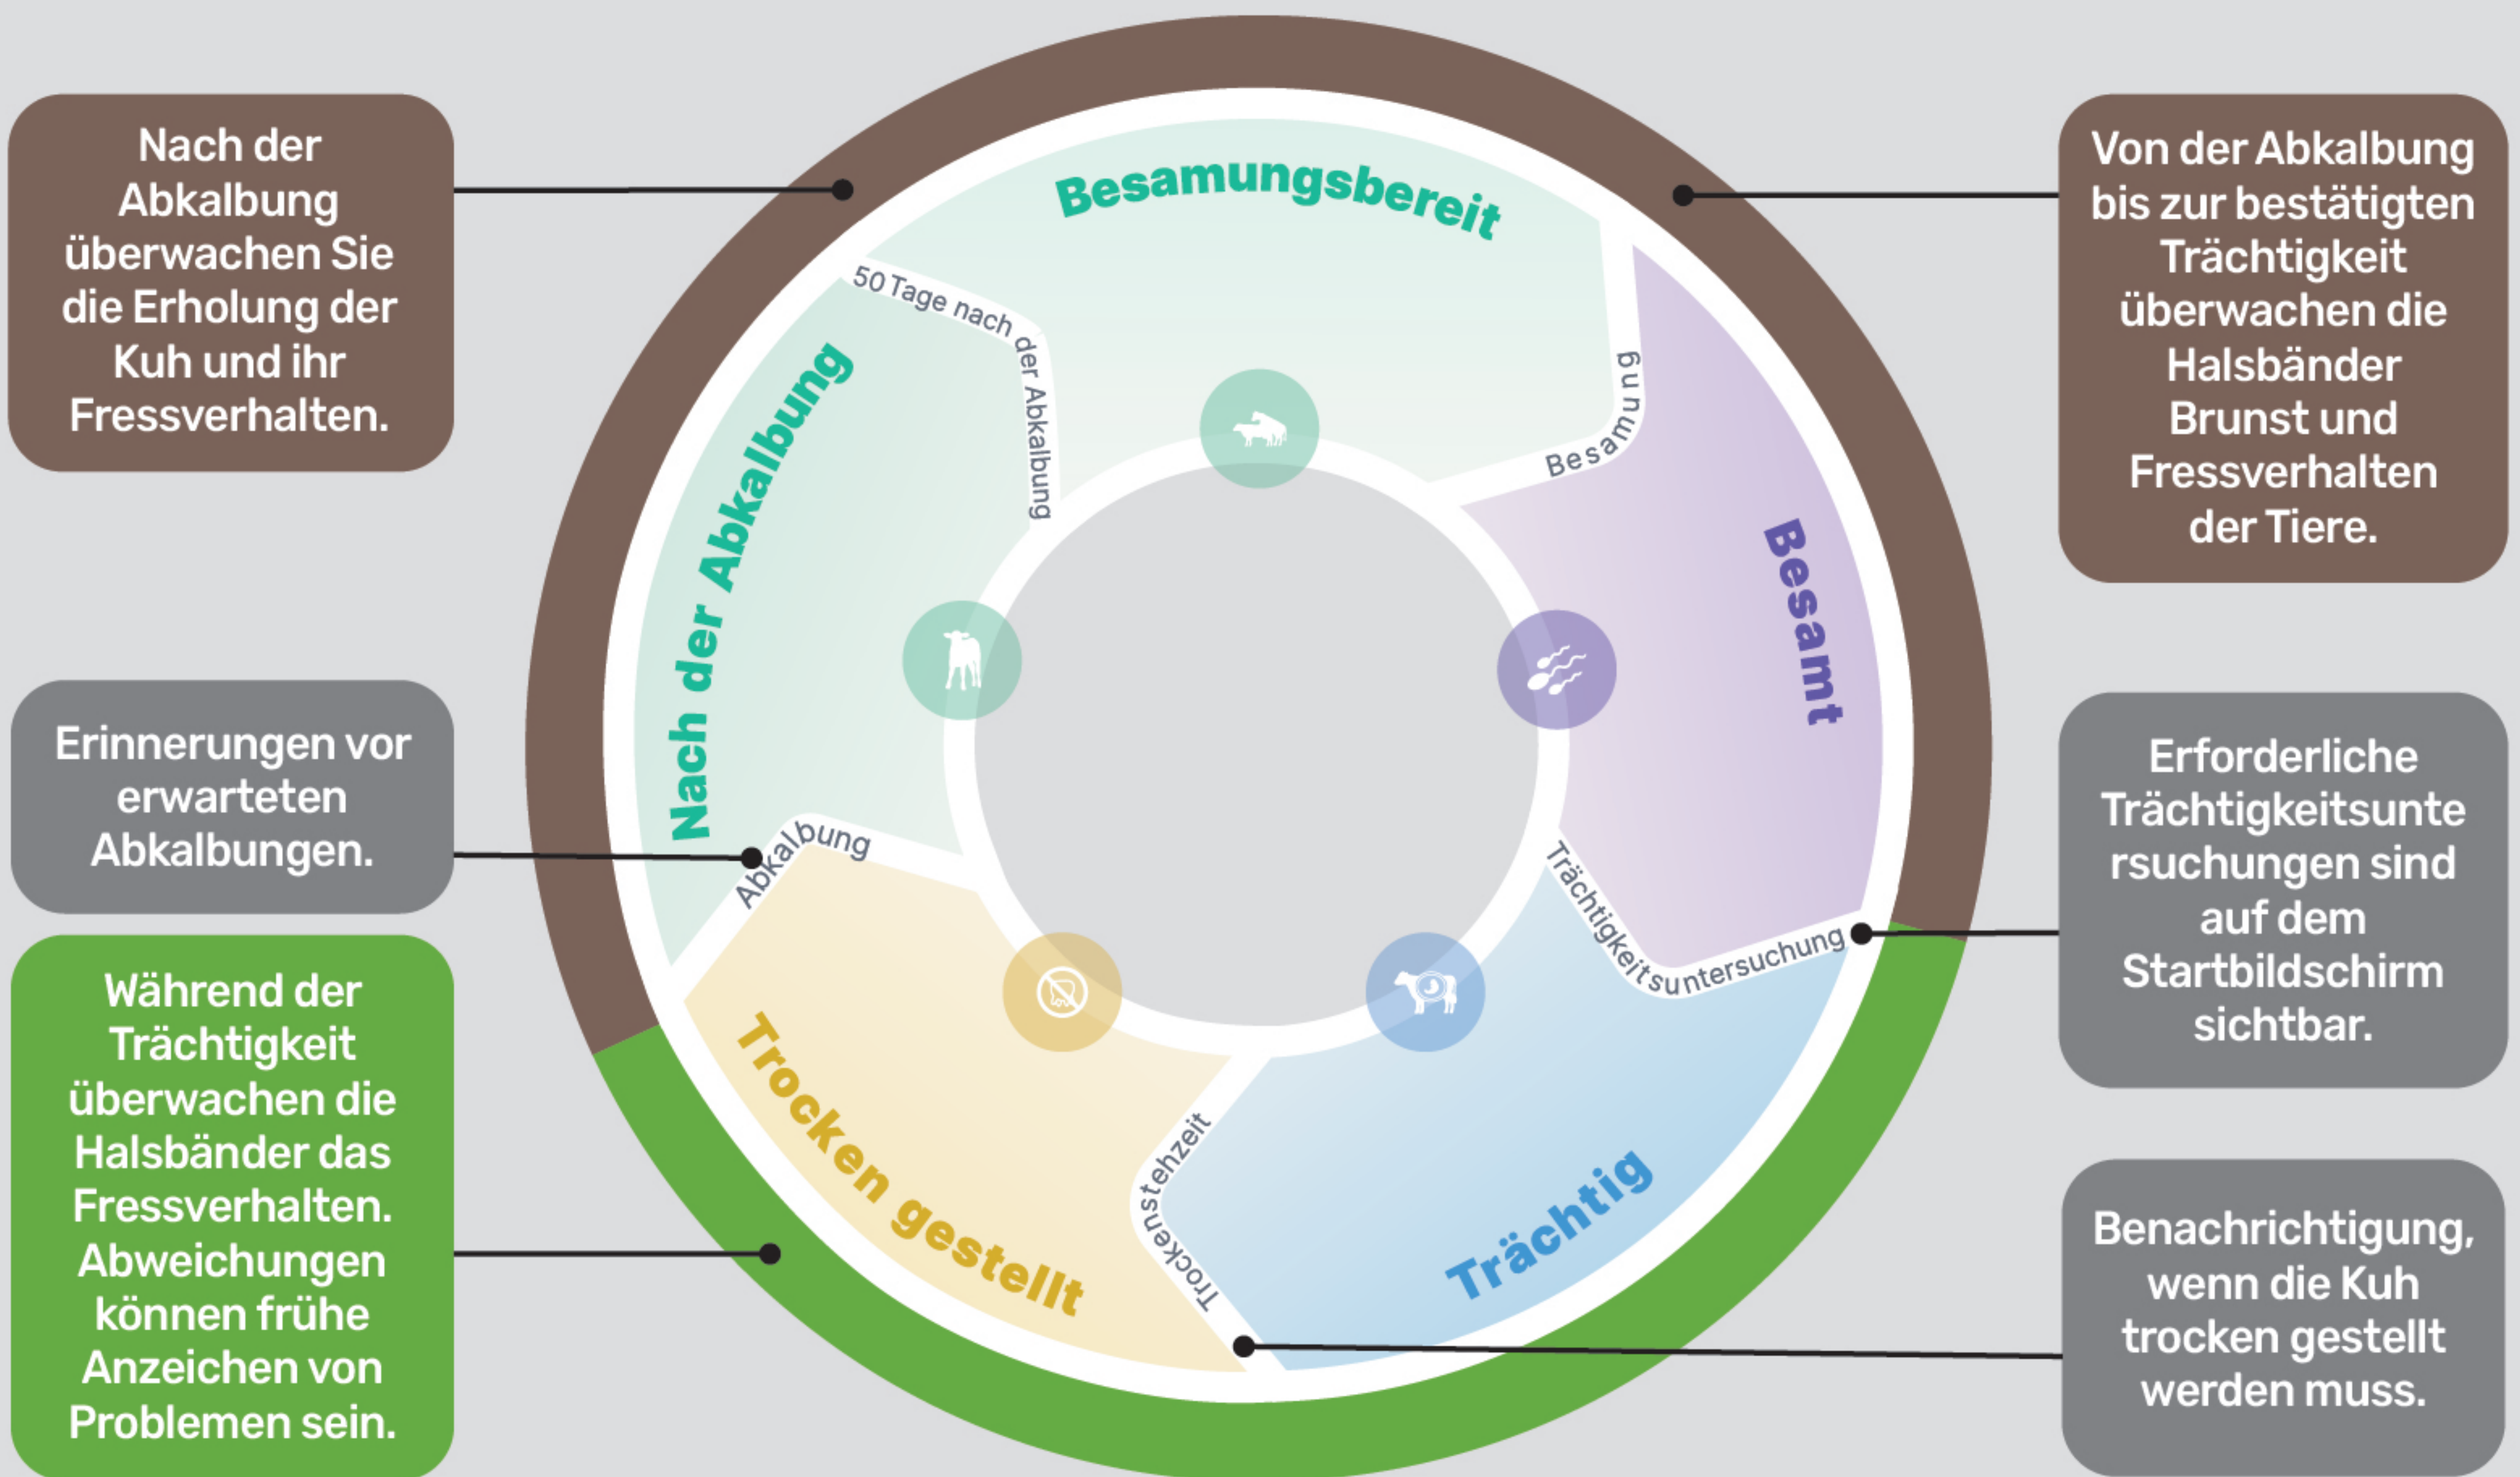 Nach der
Abkalbung
überwachen Sie
die Erholung der
Kuh und ihr
Fressverhalten.
Erinnerungen vor
erwarteten
Abkalbungen.
Während der
Trächtigkeit
überwachen die
Halsbänder das
Fressverhalten.
Abweichungen
können frühe
Anzeichen von
Problemen sein.
Besamungsbereit
50 Tage nach der Abkalbung
Besamung
Nach der Abkalbung
Besamt
Abkalbung
Trächtigkeitsuntersuchung
Trocken gestellt
Trockenstehzeit
Trächtig
Von der Abkalbung
bis zur bestätigten
Trächtigkeit
überwachen die
Halsbänder
Brunst und
Fressverhalten
der Tiere.
Erforderliche
Trächtigkeitsunte
rsuchungen sind
auf dem
Startbildschirm
sichtbar.
Benachrichtigung,
wenn die Kuh
trocken gestellt
werden muss.